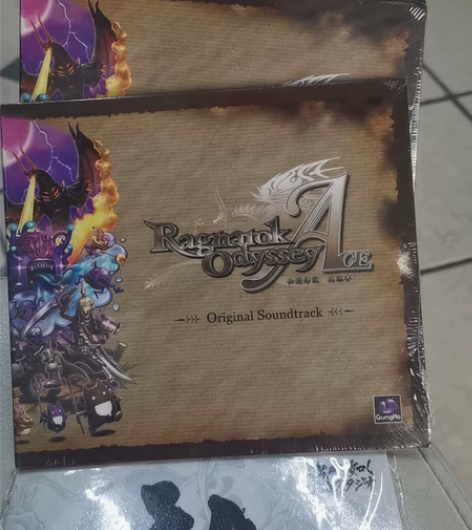 Ragnarok
Odyssey ACE
Original Soundtrack
GungHo